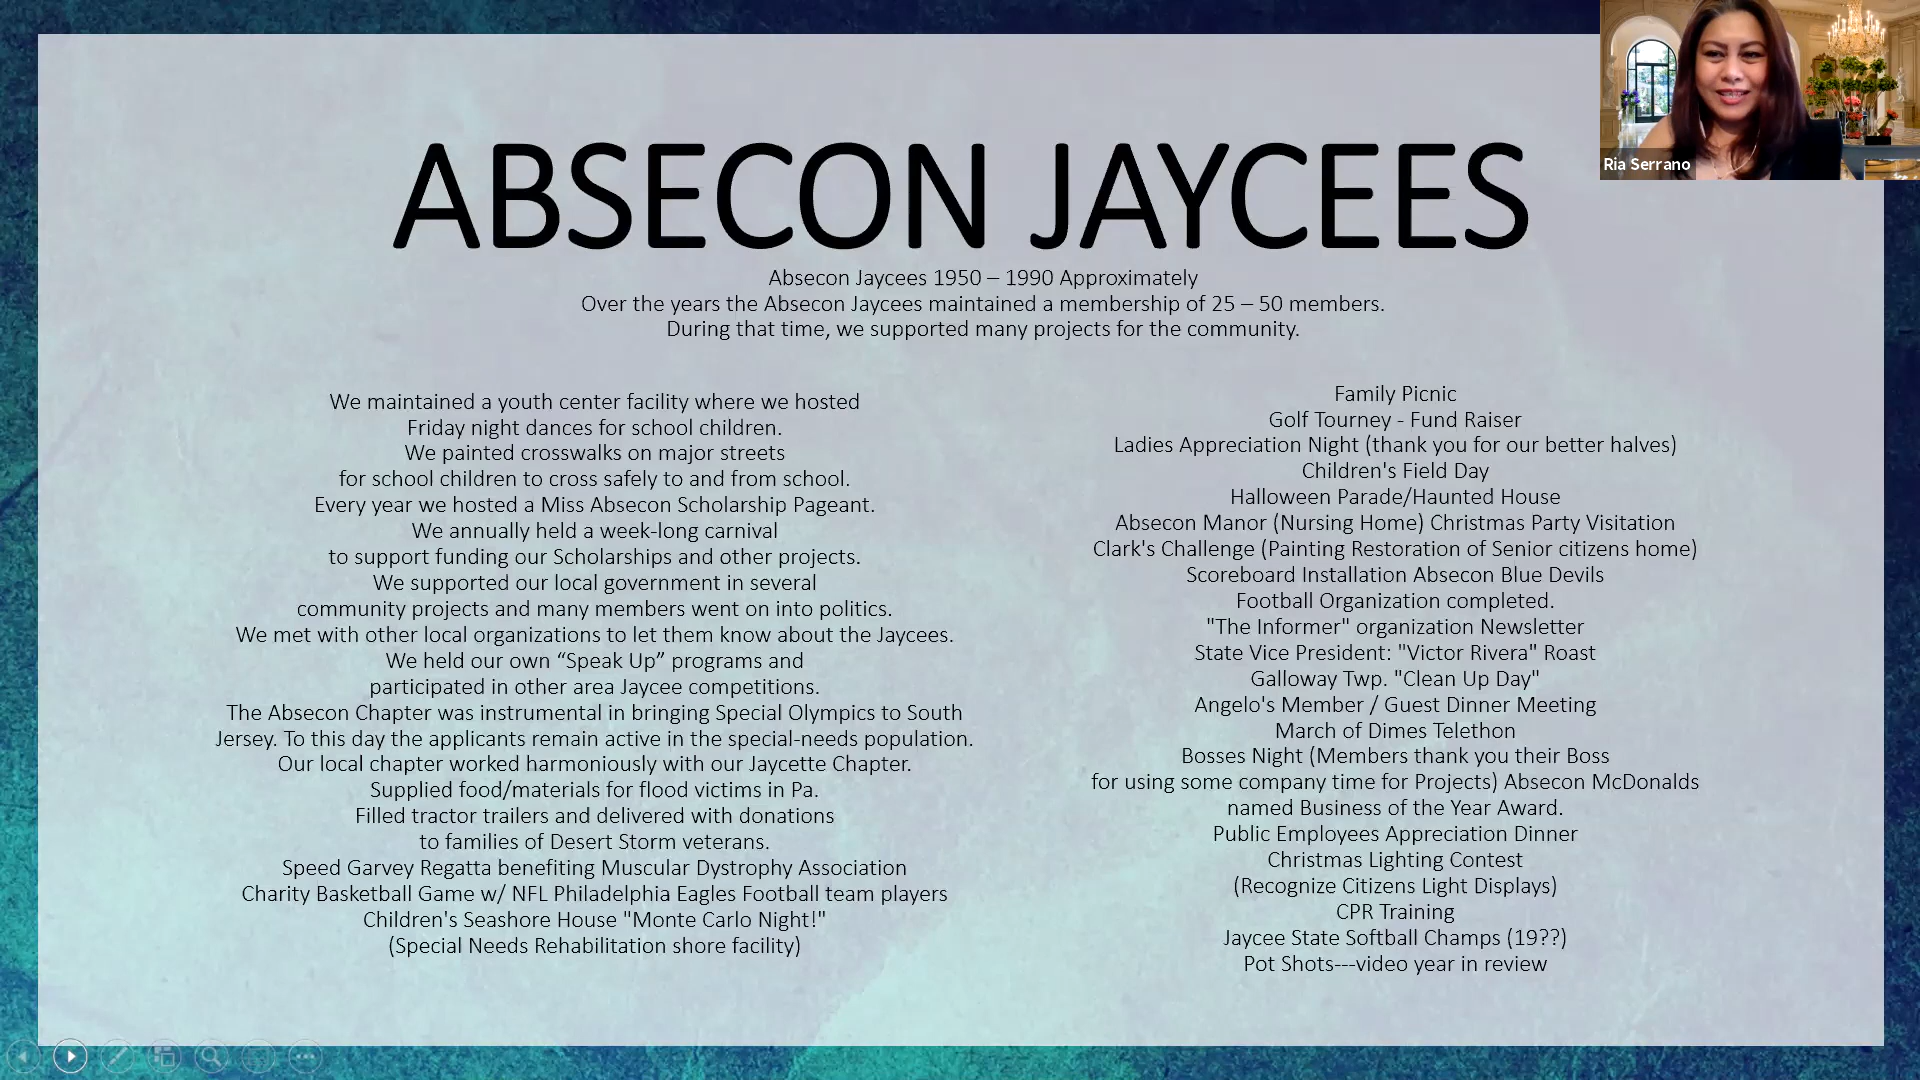 ABSECON JAYCEES
Ria Serrano
Absecon Jaycees 1950 – 1990 Approximately
Over the years the Absecon Jaycees maintained a membership of 25 – 50 members.
During that time, we supported many projects for the community.
We maintained a youth center facility where we hosted
Friday night dances for school children.
We painted crosswalks on major streets
for school children to cross safely to and from school.
Every year we hosted a Miss Absecon Scholarship Pageant.
We annually held a week-long carnival
to support funding our Scholarships and other projects.
We supported our local government in several
community projects and many members went on into politics.
We met with other local organizations to let them know about the Jaycees.
We held our own “Speak Up” programs and
participated in other area Jaycee competitions.
The Absecon Chapter was instrumental in bringing Special Olympics to South
Jersey. To this day the applicants remain active in the special-needs population.
Our local chapter worked harmoniously with our Jaycette Chapter.
Supplied food/materials for flood victims in Pa.
Filled tractor trailers and delivered with donations
to families of Desert Storm veterans.
Speed Garvey Regatta benefiting Muscular Dystrophy Association
Charity Basketball Game w/ NFL Philadelphia Eagles Football team players
Children's Seashore House "Monte Carlo Night!"
(Special Needs Rehabilitation shore facility)
Family Picnic
Golf Tourney - Fund Raiser
Ladies Appreciation Night (thank you for our better halves)
Children's Field Day
Halloween Parade/Haunted House
Absecon Manor (Nursing Home) Christmas Party Visitation
Clark's Challenge (Painting Restoration of Senior citizens home)
Scoreboard Installation Absecon Blue Devils
Football Organization completed.
"The Informer" organization Newsletter
State Vice President: "Victor Rivera" Roast
Galloway Twp. "Clean Up Day"
Angelo's Member / Guest Dinner Meeting
March of Dimes Telethon
Bosses Night (Members thank you their Boss
for using some company time for Projects) Absecon McDonalds
named Business of the Year Award.
Public Employees Appreciation Dinner
Christmas Lighting Contest
(Recognize Citizens Light Displays)
CPR Training
Jaycee State Softball Champs (19??)
Pot Shots---video year in review